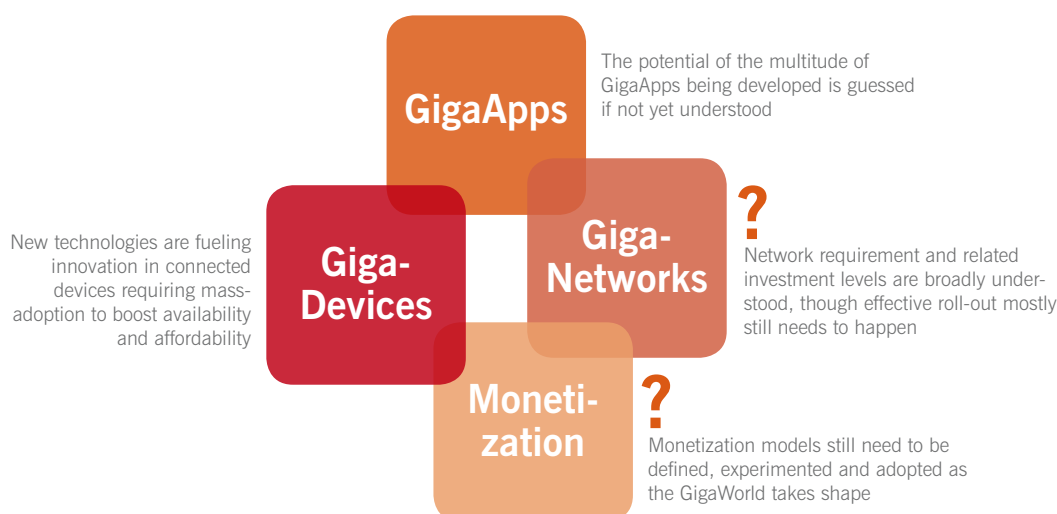 GigaApps
The potential of the multitude of
GigaApps being developed is guessed
if not yet understood
New technologies are fueling
innovation in connected
devices requiring mass-
adoption to boost availability
and affordability
Giga-
Devices
Giga-
Networks
?
Network requirement and related
investment levels are broadly under-
stood, though effective roll-out mostly
still needs to happen
Moneti-
zation
?
Monetization models still need to be
defined, experimented and adopted as
the GigaWorld takes shape